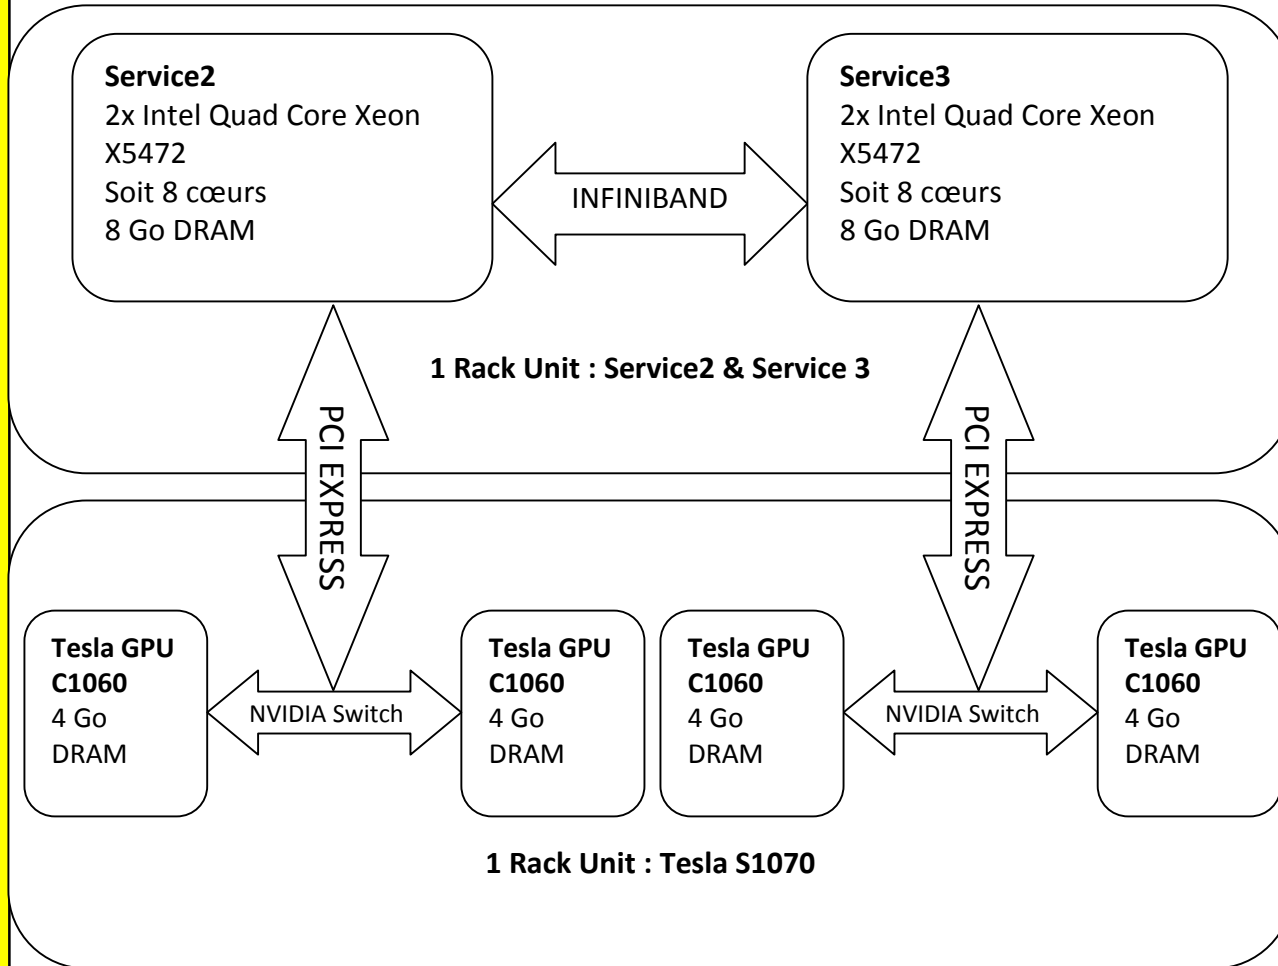 Service2
2x Intel Quad Core Xeon
X5472
Soit 8 cœurs
8 Go DRAM
INFINIBAND
Service3
2x Intel Quad Core Xeon
X5472
Soit 8 cœurs
8 Go DRAM
1 Rack Unit : Service2 & Service 3
PCI EXPRESS
PCI EXPRESS
Tesla GPU
C1060
4 Go
DRAM
NVIDIA Switch
Tesla GPU
C1060
4 Go
DRAM
Tesla GPU
C1060
4 Go
DRAM
NVIDIA Switch
Tesla GPU
C1060
4 Go
DRAM
1 Rack Unit : Tesla S1070